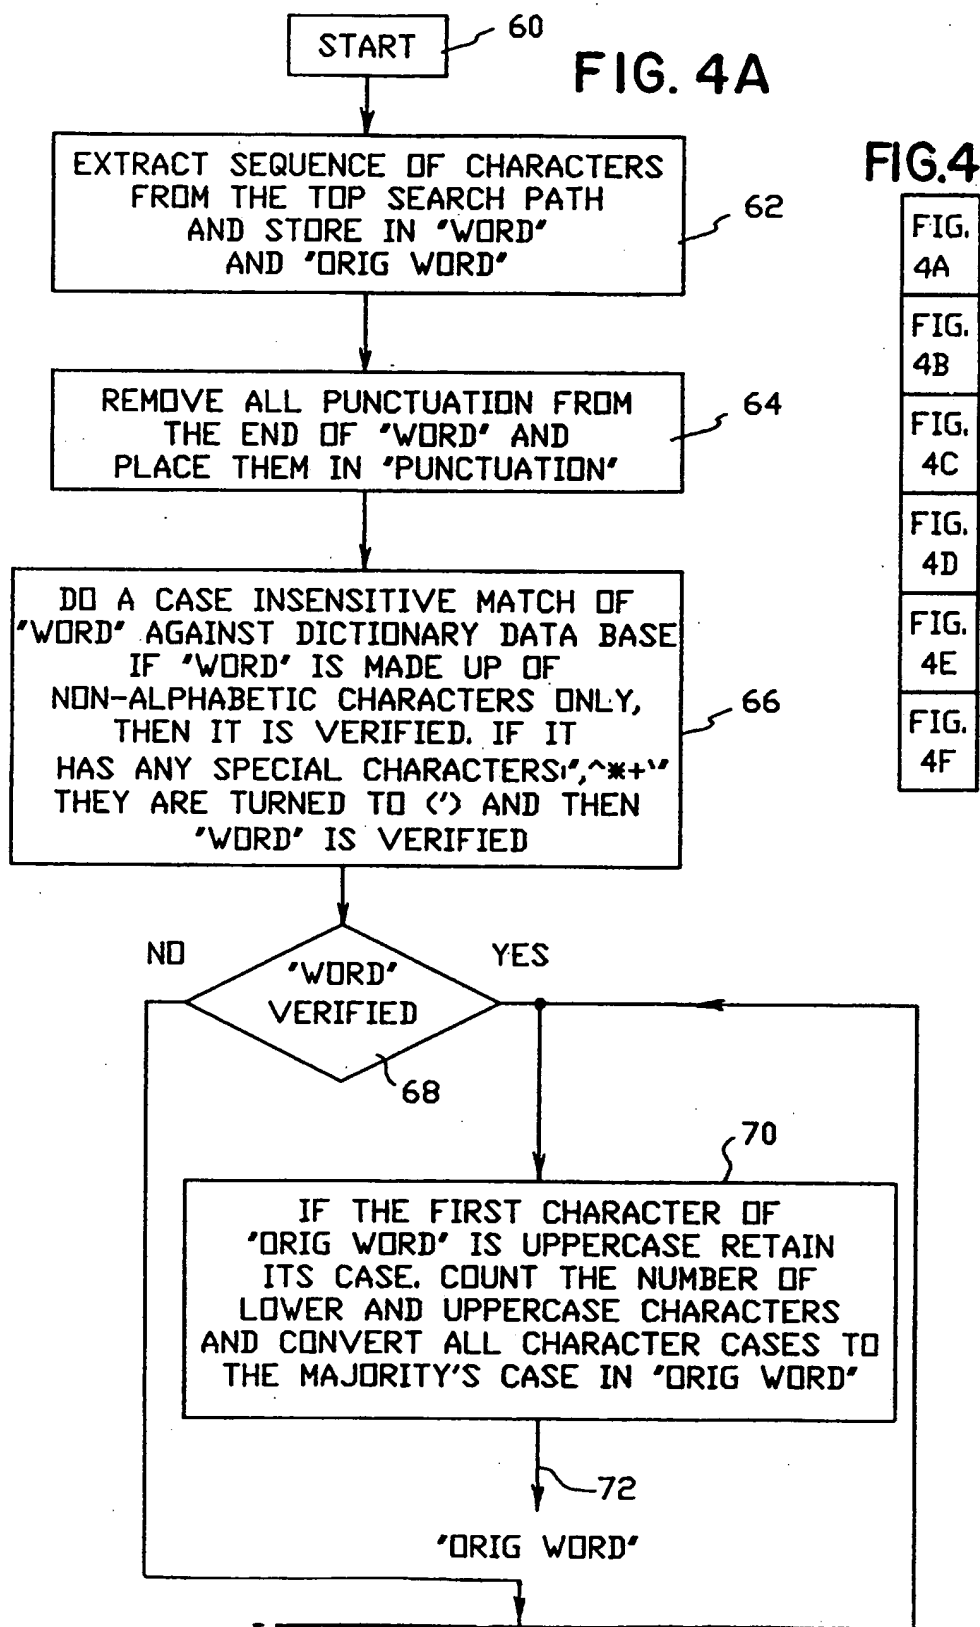 START
60
FIG. 4A
EXTRACT SEQUENCE OF CHARACTERS
FROM THE TOP SEARCH PATH
AND STORE IN "WORD"
AND "ORIG WORD"
62
FIG.4
FIG.
4A
FIG.
4B
FIG.
4C
FIG.
4D
FIG.
4E
FIG.
4F
REMOVE ALL PUNCTUATION FROM
THE END OF "WORD" AND
PLACE THEM IN "PUNCTUATION"
64
DO A CASE INSENSITIVE MATCH OF
"WORD" AGAINST DICTIONARY DATA BASE
IF "WORD" IS MADE UP OF
NON-ALPHABETIC CHARACTERS ONLY,
THEN IT IS VERIFIED. IF IT
HAS ANY SPECIAL CHARACTERS
THEY ARE TURNED TO (') AND THEN
"WORD" IS VERIFIED
66
NO
"WORD"
VERIFIED
YES
68
70
IF THE FIRST CHARACTER OF
"ORIG WORD" IS UPPERCASE RETAIN
ITS CASE. COUNT THE NUMBER OF
LOWER AND UPPERCASE CHARACTERS
AND CONVERT ALL CHARACTER CASES TO
THE MAJORITY'S CASE IN "ORIG WORD"
72
"ORIG WORD"